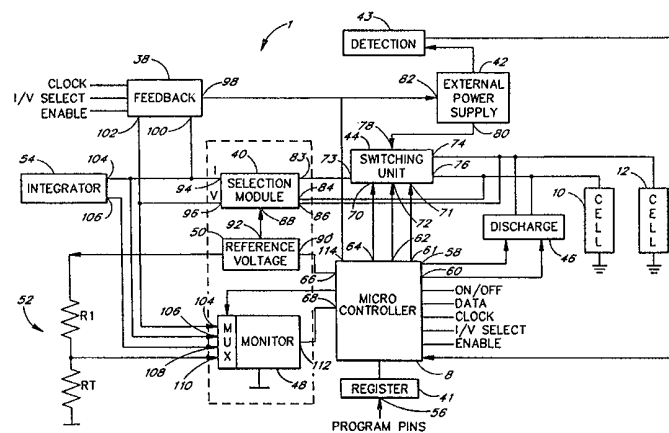 43
1
DETECTION
38
98
42
CLOCK
I/V SELECT
ENABLE
FEEDBACK
82
EXTERNAL
POWER
SUPPLY
102
100
78
80
54
40
44
74
104
I
83
73
SWITCHING
UNIT
76
12
INTEGRATOR
94
SELECTION
MODULE
84
10
CELL
CELL
106
V
96
88
86
70
72
71
92
DISCHARGE
50
REFERENCE
VOLTAGE
90
64
62
58
46
114
61
60
66
MICRO
CONTROLLER
ON/OFF
DATA
CLOCK
I/V SELECT
ENABLE
68
52
R1
104
106
MUX
MONITOR
108
112
RT
110
48
8
REGISTER
41
56
PROGRAM PINS